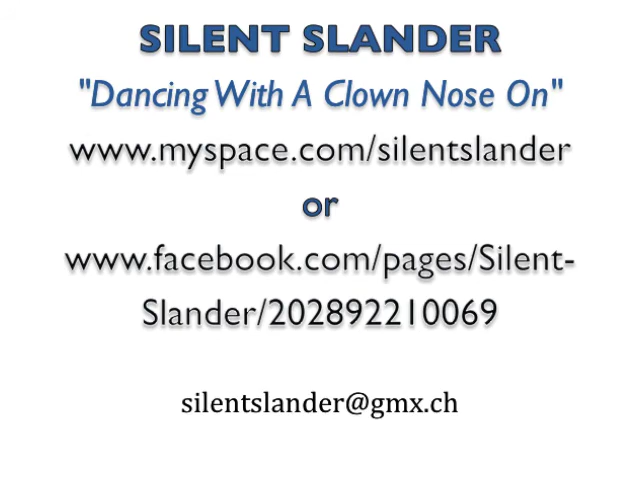 SILENT SLANDER
"Dancing With A Clown Nose On"
www.myspace.com/silentslander
or
www.facebook.com/pages/Silent-
Slander/202892210069
silentslander@gmx.ch